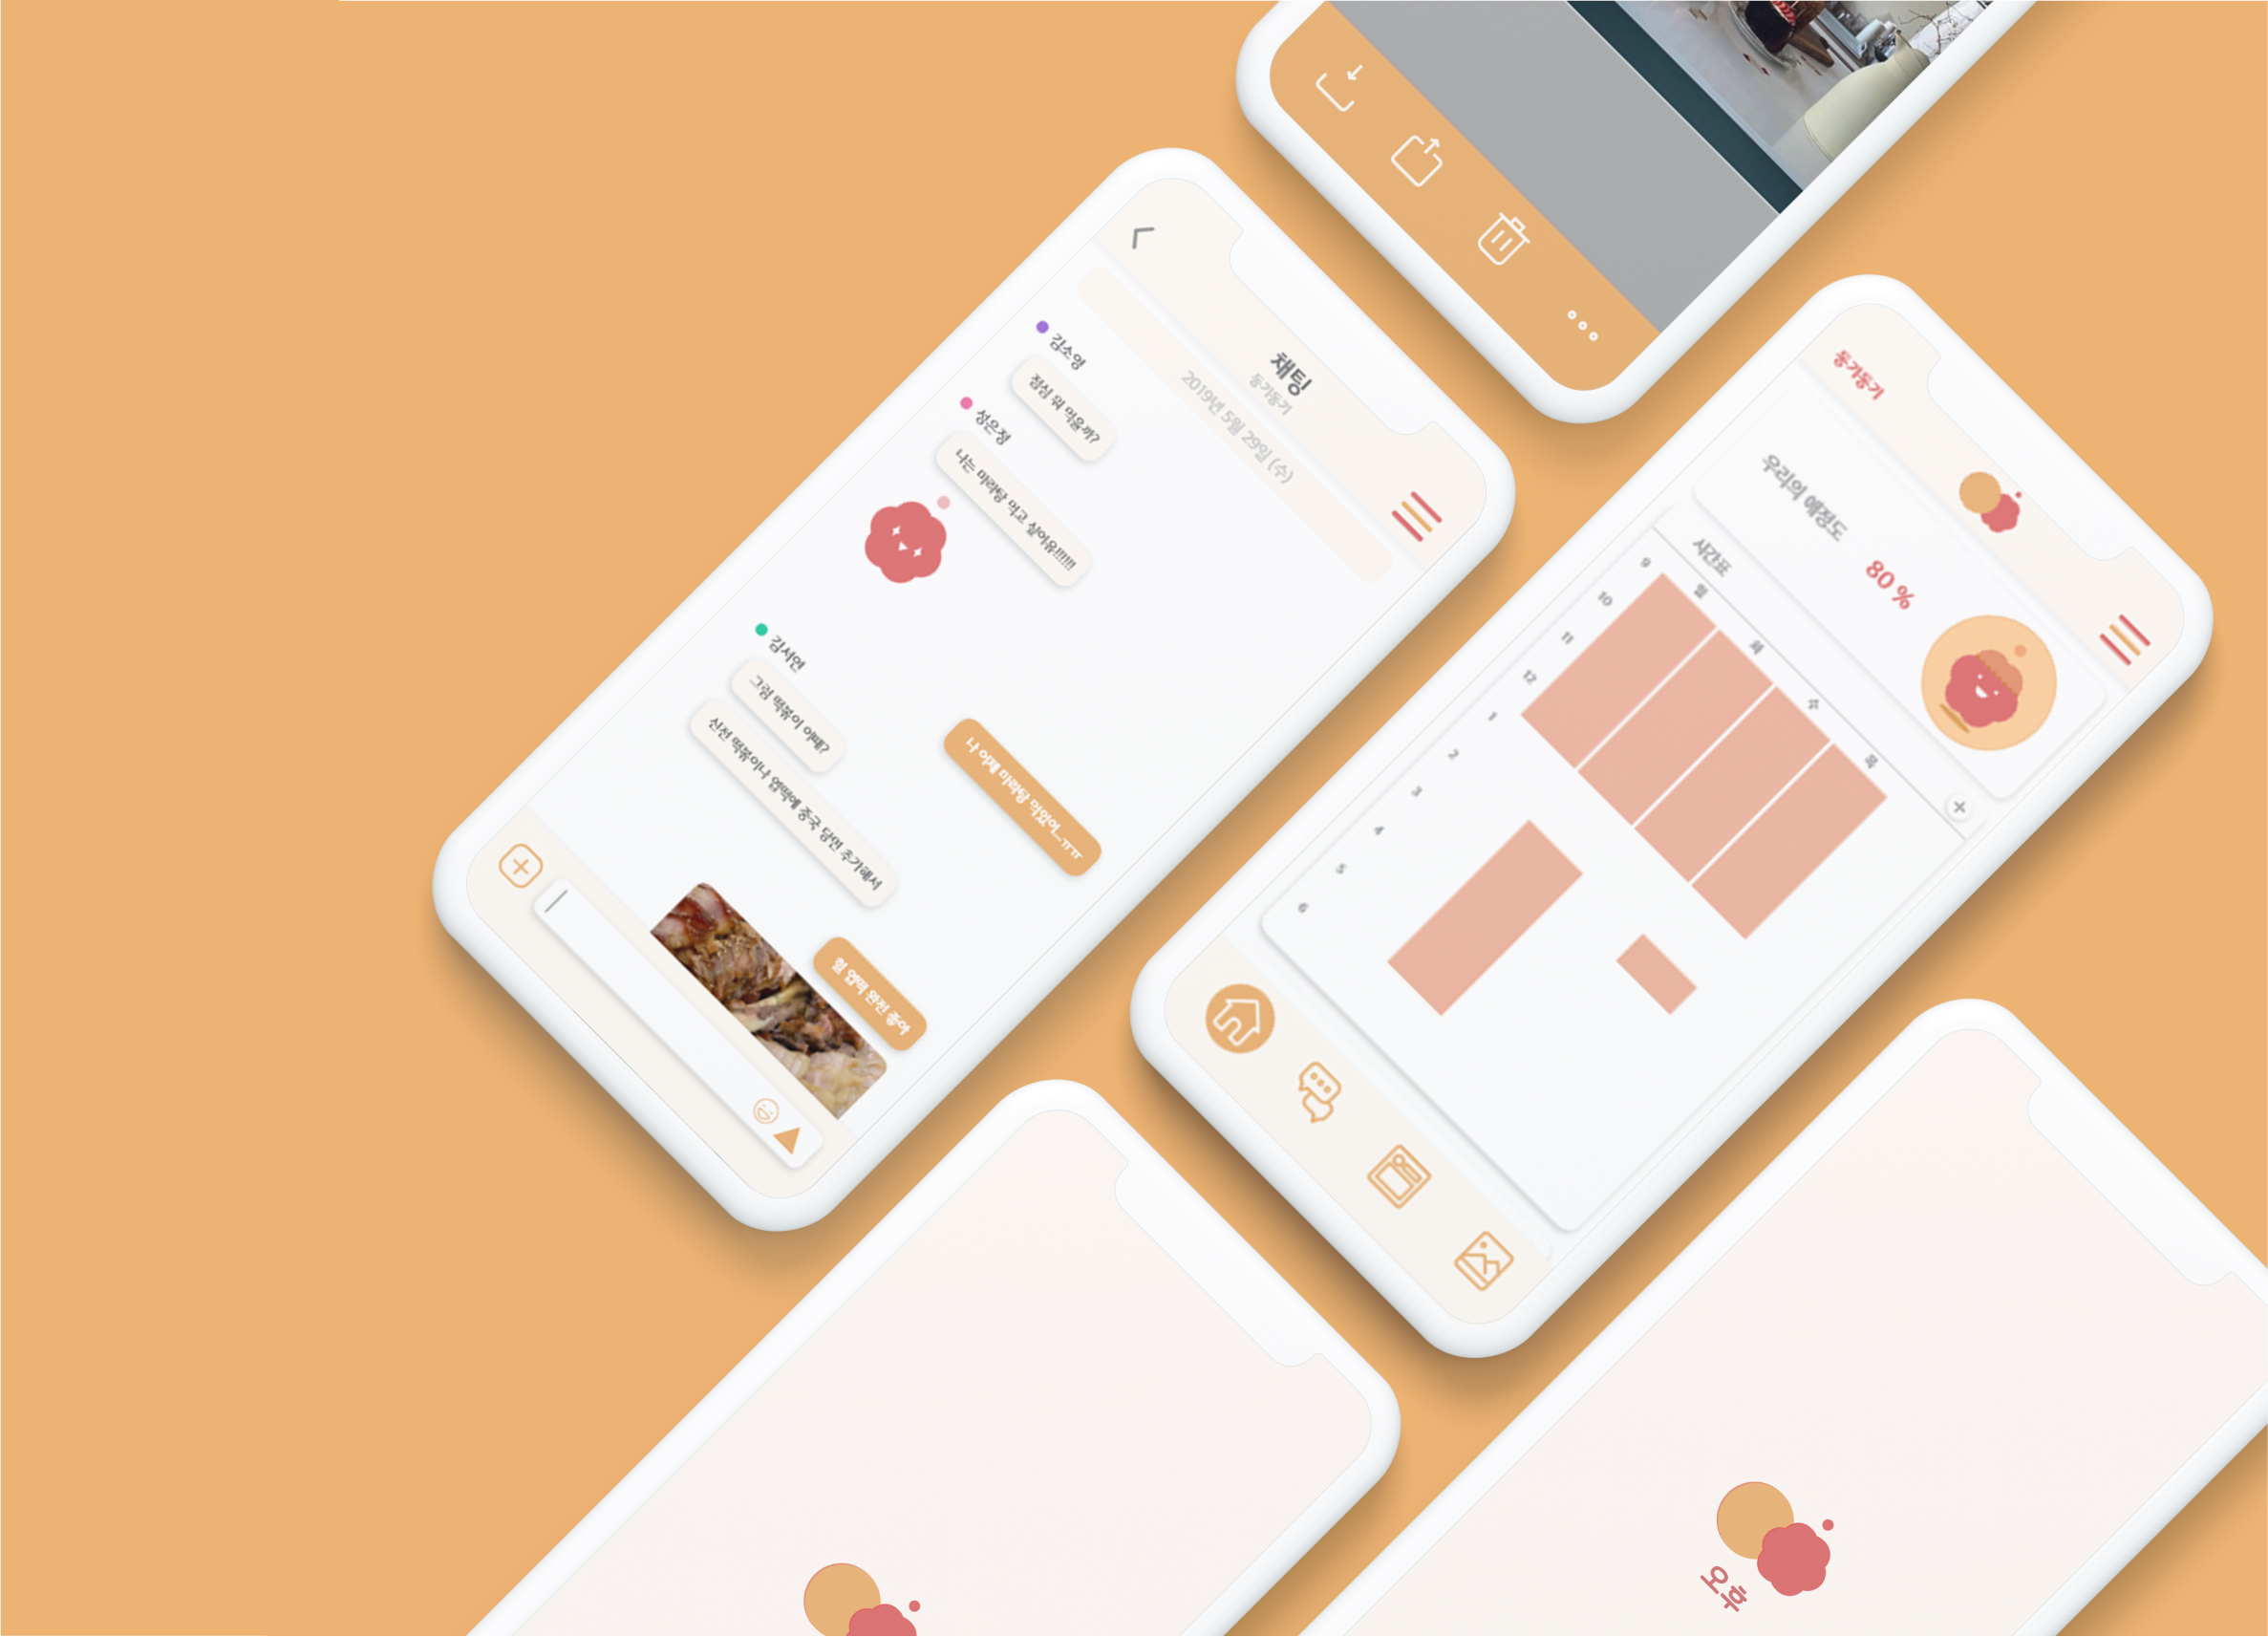 채팅
동기동기
2019년 5월 29일 (수)
김소영
점심 뭐 먹을까?
성은정
나는 마라탕 먹고 싶어유!!!!!!
나 어제 마라탕 먹었어...ㅠㅠ
김서연
그럼 떡볶이 어때?
신전 떡볶이나 엽떡에 중국 당면 추가해서
헐 엽떡 완전 좋아
동기동기
우리의 애정도
80 %
시간표
월
화
수
목
9
10
11
12
1
2
3
4
5
6
오후